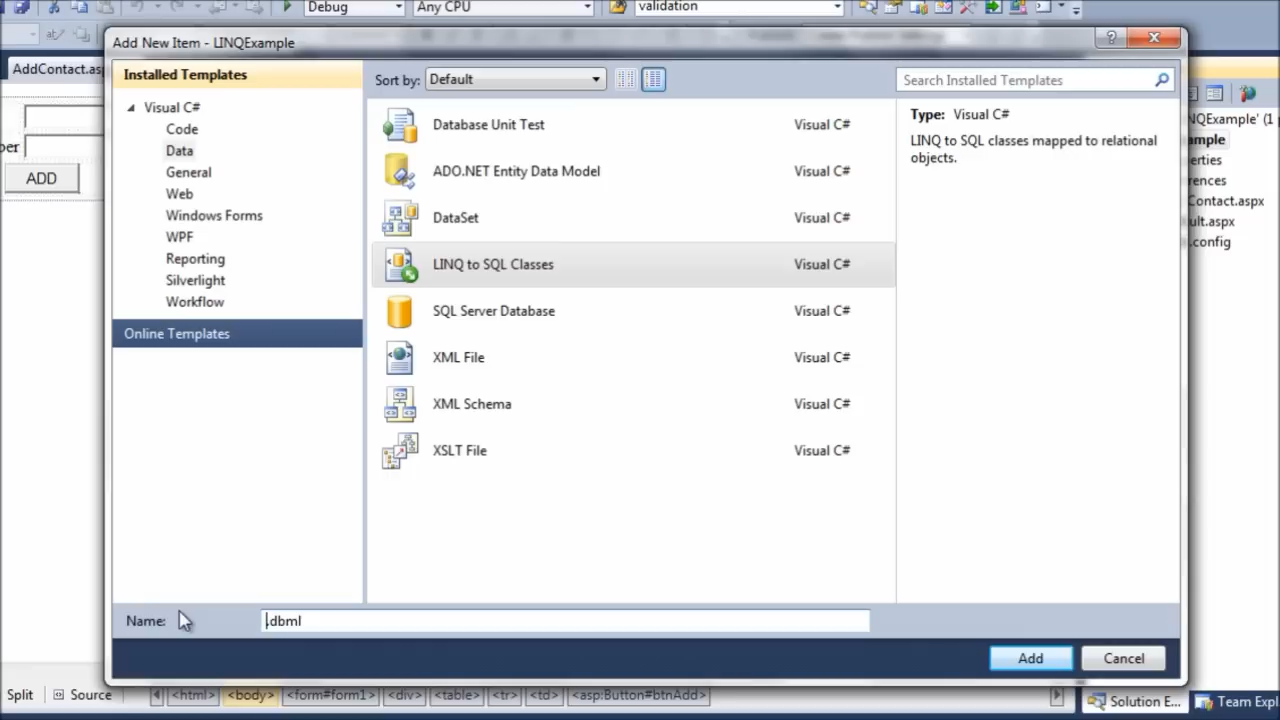 Debug
Any CPU
validation
Add New Item - LINQExample
AddContact.as
Installed Templates
Sort by:
Default
Search Installed Templates
Visual C#
Code
Data
General
Web
Windows Forms
WPF
Reporting
Silverlight
Workflow
Online Templates
Database Unit Test Visual C#
ADO.NET Entity Data Model Visual C#
DataSet Visual C#
LINQ to SQL Classes Visual C#
SQL Server Database Visual C#
XML File Visual C#
XML Schema Visual C#
XSLT File Visual C#
Type: Visual C#
LINQ to SQL classes mapped to relational
objects.
ber
ADD
NQExample' (1
ample
erties
rences
Contact.aspx
ult.aspx
.config
Name:
.dbml
Add
Cancel
Split
Source
<html>
<body>
<form#form1>
<div>
<table>
<tr>
<td>
<asp:Button#btnAdd>
Solution E...
Team Expl